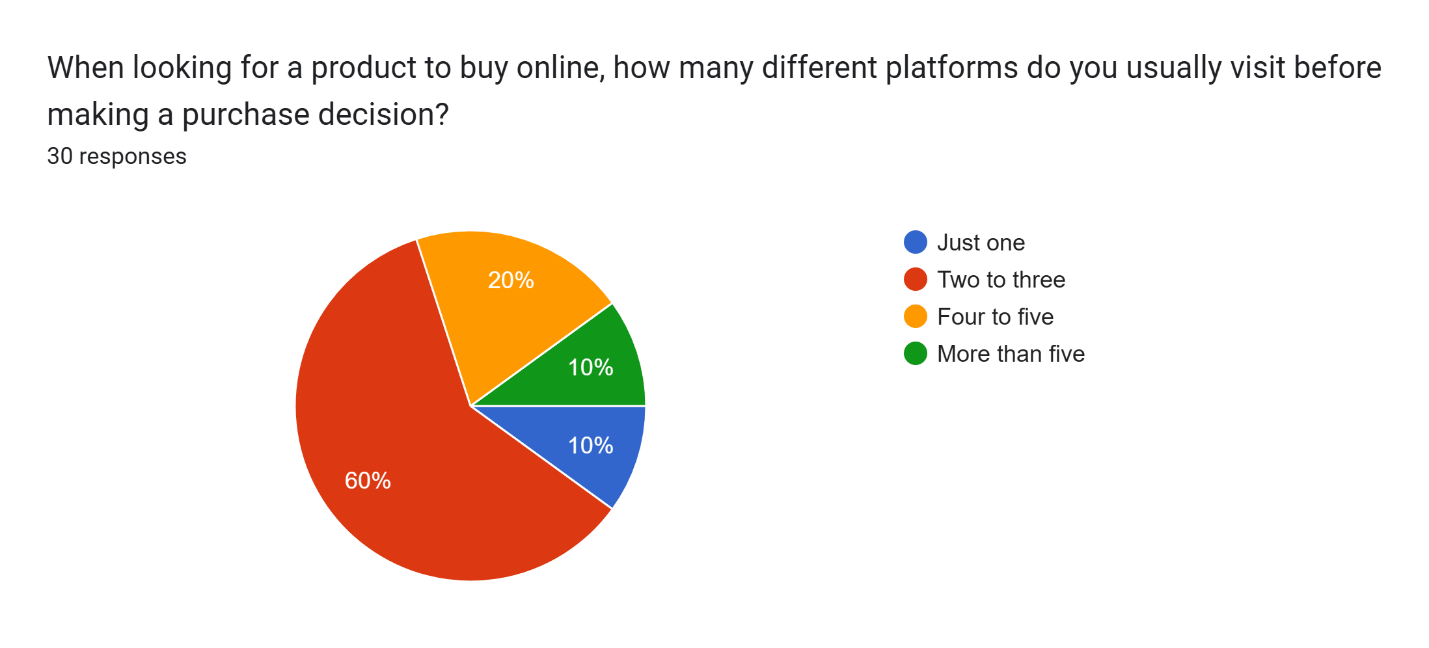 When looking for a product to buy online, how many different platforms do you usually visit before
making a purchase decision?
30 responses
Just one
Two to three
Four to five
More than five
20%
10%
10%
60%